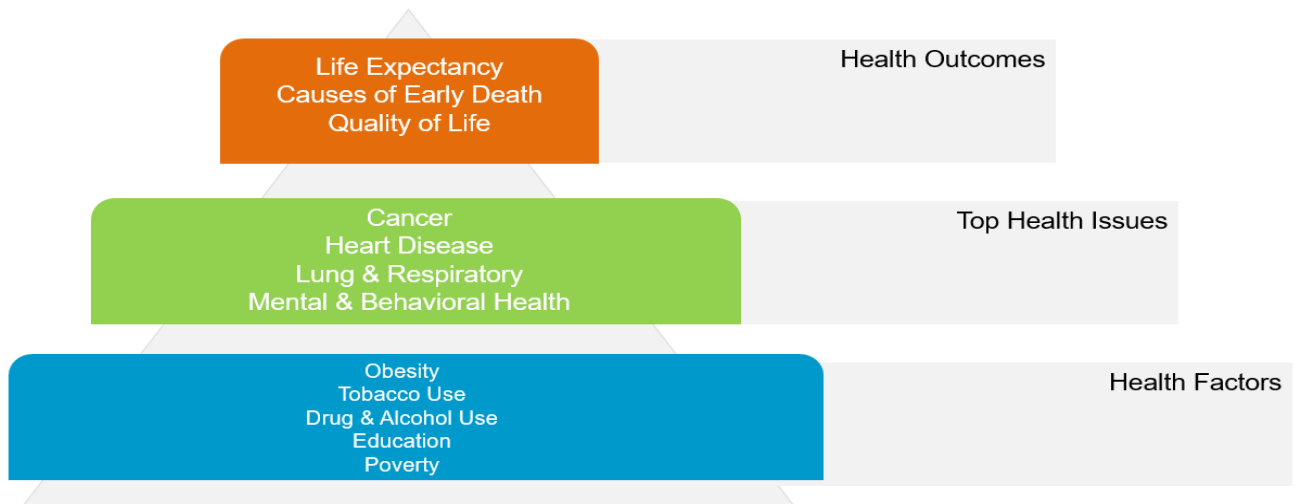 Life Expectancy
Causes of Early Death
Quality of Life
Health Outcomes
Cancer
Heart Disease
Lung & Respiratory
Mental & Behavioral Health
Top Health Issues
Obesity
Tobacco Use
Drug & Alcohol Use
Education
Poverty
Health Factors